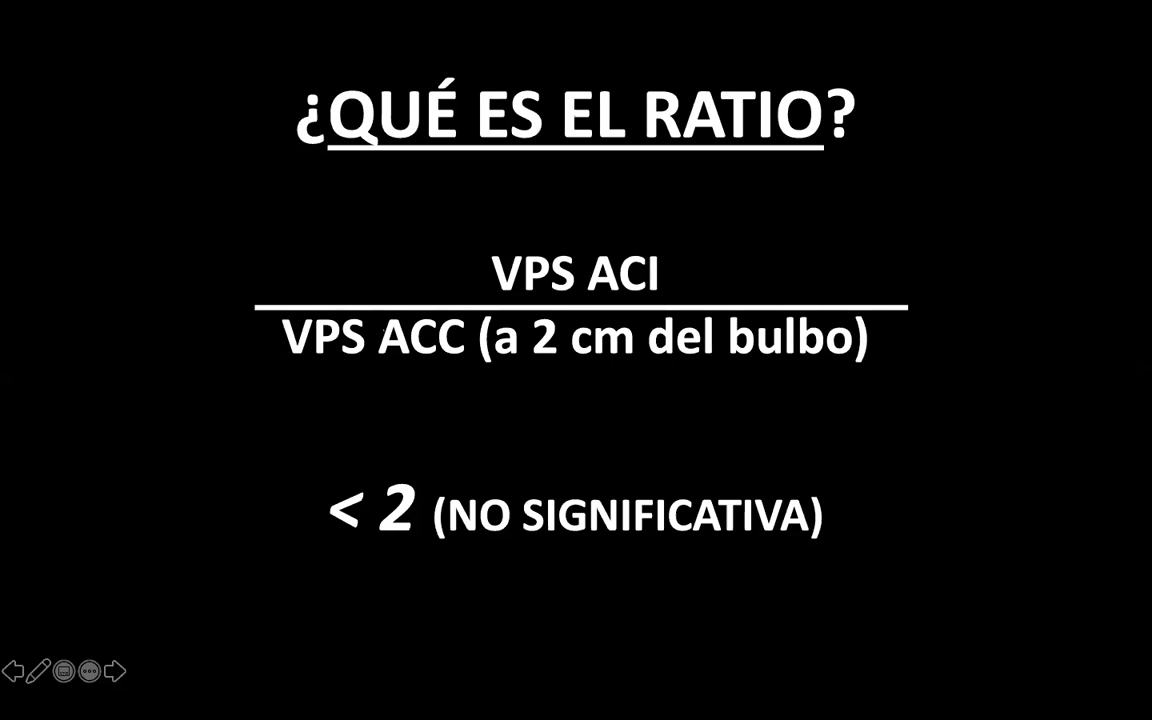 ¿QUÉ ES EL RATIO?
VPS ACI
VPS ACC (a 2 cm del bulbo)
< 2 (NO SIGNIFICATIVA)